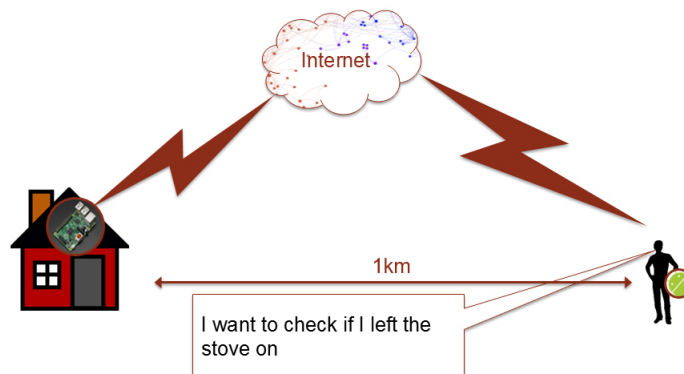 Internet
1km
I want to check if I left the
stove on